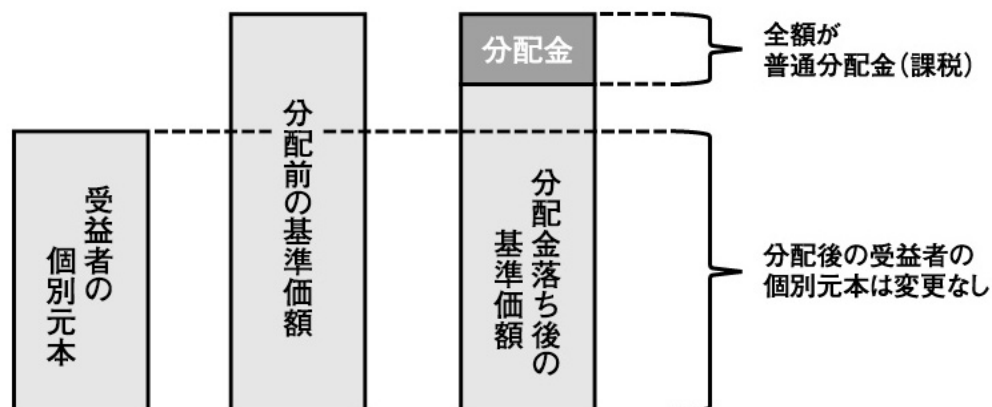 受益者の
個別元本
分配前の基準価額
分配金
分配金落ち後の
基準価額
全額が
普通分配金（課税）
分配後の受益者の
個別元本は変更なし